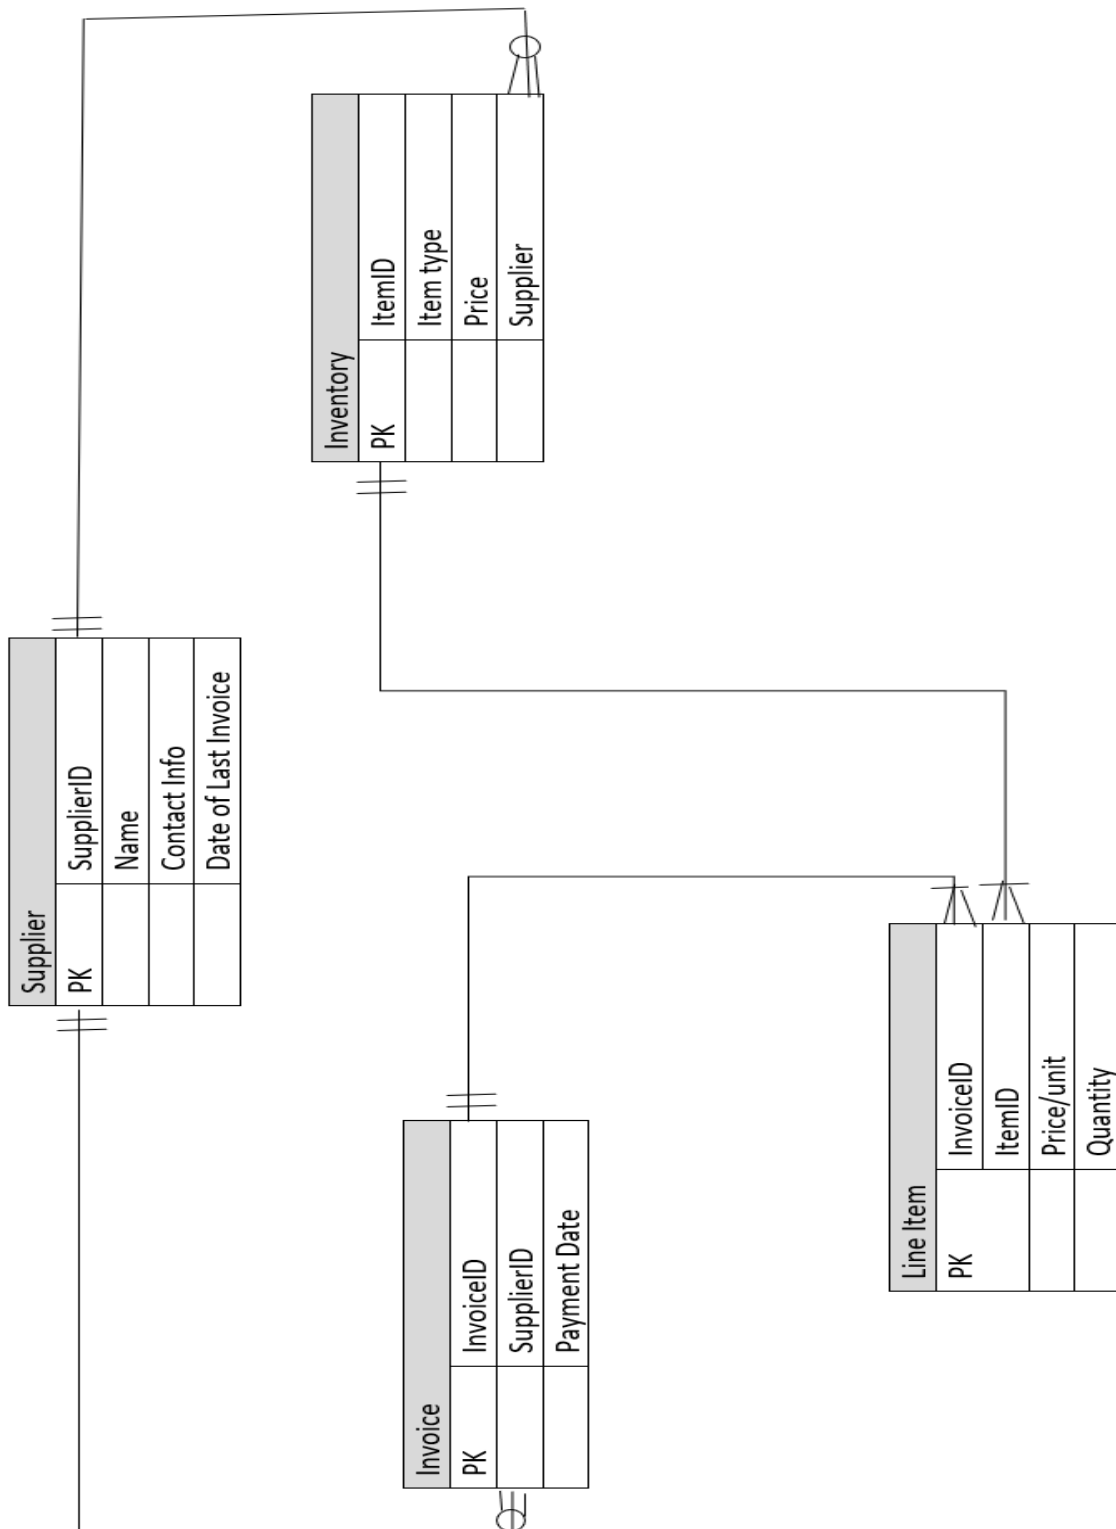 Supplier
PK SupplierID
Name
Contact Info
Date of Last Invoice
Inventory
PK ItemID
Item type
Price
Supplier
Invoice
PK InvoiceID
SupplierID
Payment Date
Line Item
PK InvoiceID
ItemID
Price/unit
Quantity